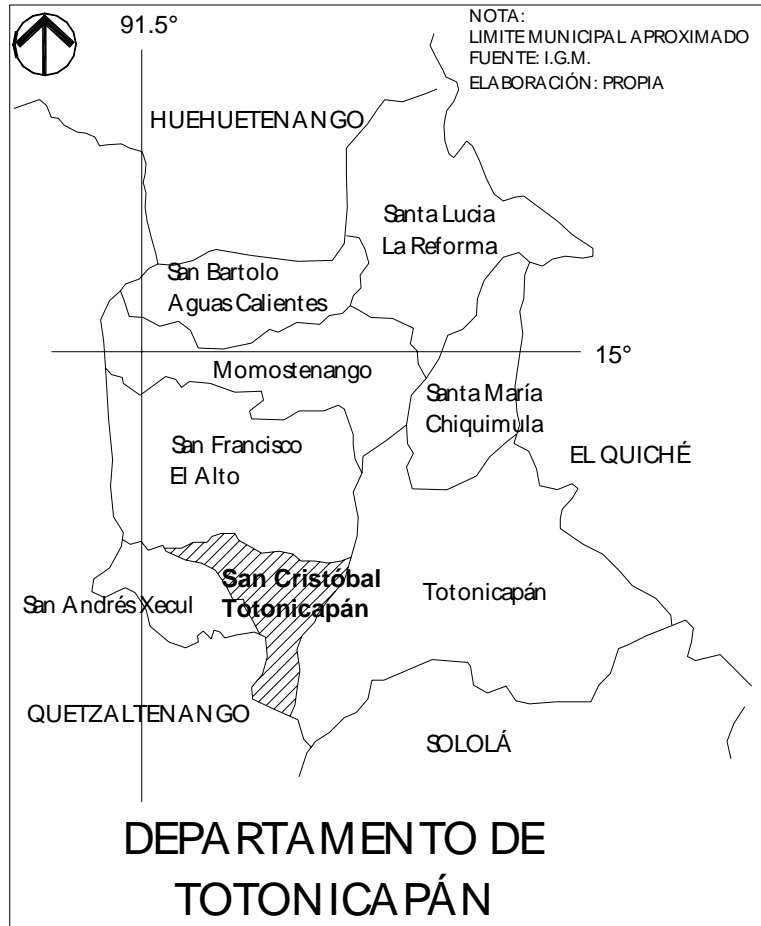 91.5°
NOTA:
LIMITE MUNICIPAL APROXIMADO
FUENTE: I.G.M.
ELABORACIÓN: PROPIA
HUEHUETENANGO
Santa Lucia
La Reforma
San Bartolo
Aguas Calientes
15°
Momostenango
Santa María
Chiquimula
San Francisco
El Alto
EL QUICHÉ
San Cristóbal
Totonicapán
Totonicapán
San Andrés Xecul
QUETZALTENANGO
SOLOLÁ
DEPARTAMENTO DE
TOTONICAPÁN